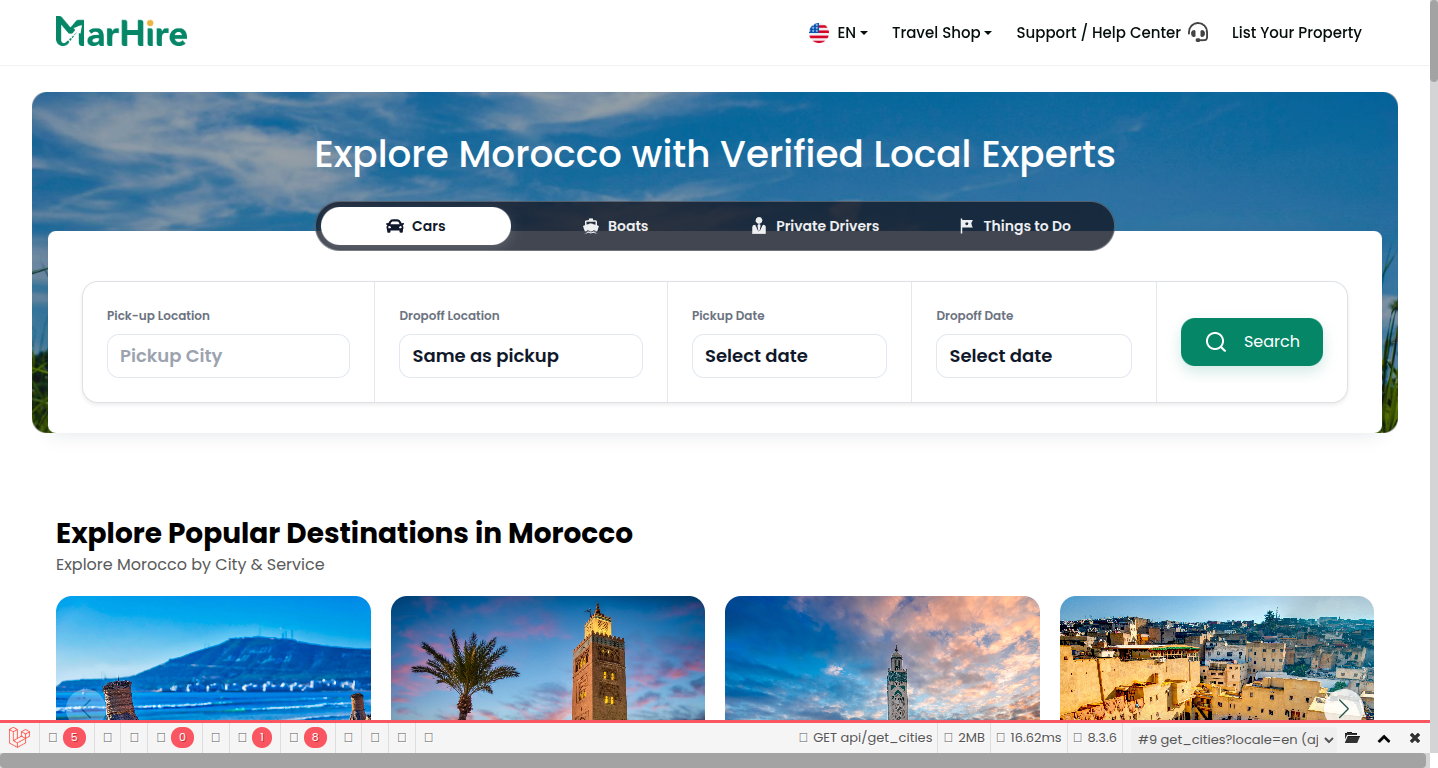 MarHire
EN
Travel Shop
Support / Help Center
List Your Property
Explore Morocco with Verified Local Experts
Cars
Boats
Private Drivers
Things to Do
Pick-up Location
Dropoff Location
Pickup Date
Dropoff Date
Pickup City
Same as pickup
Select date
Select date
Search
Explore Popular Destinations in Morocco
Explore Morocco by City & Service
5
0
1
8
GET api/get_cities
2MB
16.62ms
8.3.6
#9 get_cities?locale=en (aj